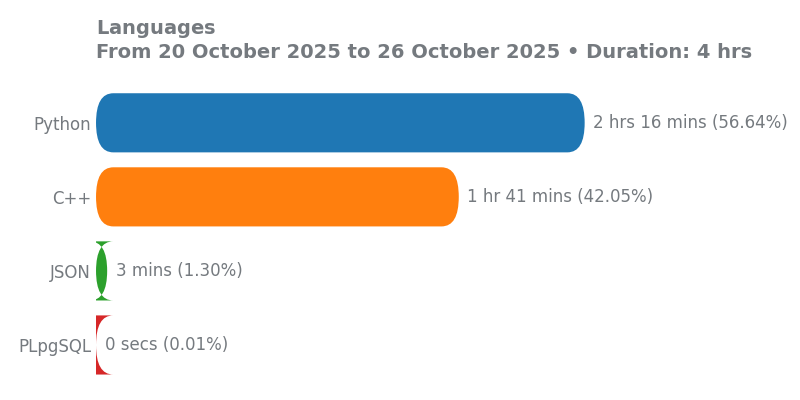 Languages
From 20 October 2025 to 26 October 2025 • Duration: 4 hrs
Python 2 hrs 16 mins (56.64%)
C++ 1 hr 41 mins (42.05%)
JSON 3 mins (1.30%)
PLpgSQL 0 secs (0.01%)